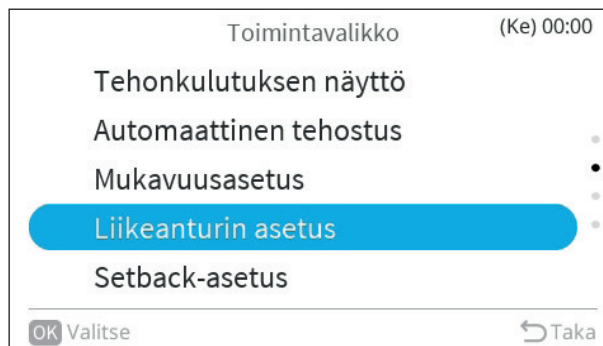 Toimintavalikko (Ke) 00:00
Tehonkulutuksen näyttö
Automaattinen tehostus
Mukavuusasetus
Liikeanturin asetus
Setback-asetus
OK Valitse Taka